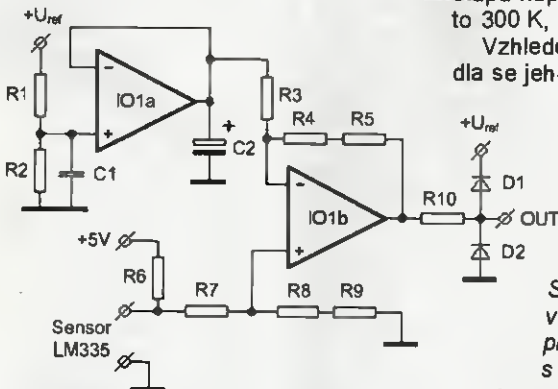 to 300 K,
Vzhlede
dla se jeh
+Uref
R1
R2
C1
IO1a
C2
+
R3
R4
R5
IO1b
R10
+Uref
D1
OUT
D2
+5V
R6
R7
R8
R9
Sensor
LM335
S
v
s